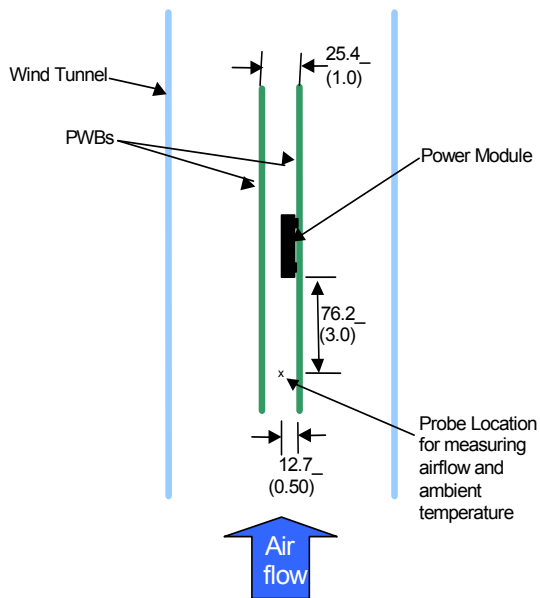 25.4_
(1.0)
Wind Tunnel
PWBs
Power Module
76.2_
(3.0)
x
Probe Location
for measuring
airflow and
ambient
temperature
12.7_
(0.50)
Air
flow